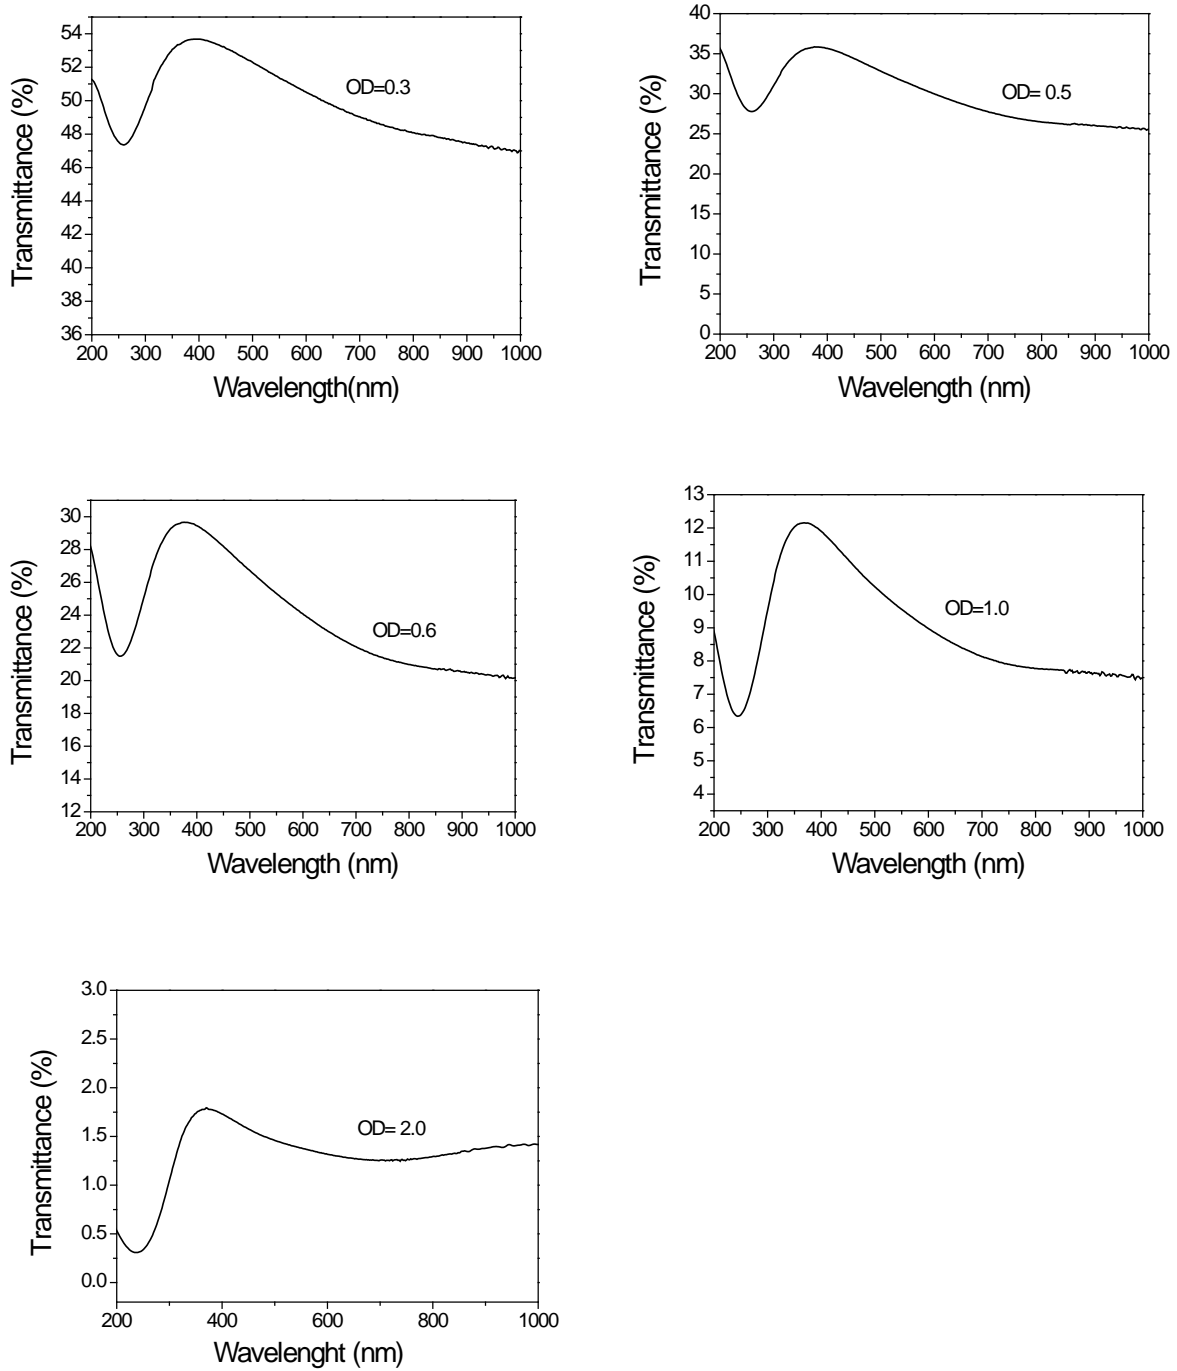 54
52
50
48
46
44
42
40
38
36
Transmittance (%)
OD=0.3
200 300 400 500 600 700 800 900 1000
Wavelength(nm)
40
35
30
25
20
15
10
5
0
Transmittance (%)
OD= 0.5
200 300 400 500 600 700 800 900 1000
Wavelength (nm)
30
28
26
24
22
20
18
16
14
12
Transmittance (%)
OD=0.6
200 300 400 500 600 700 800 900 1000
Wavelength (nm)
13
12
11
10
9
8
7
6
5
4
Transmittance (%)
OD=1.0
200 300 400 500 600 700 800 900 1000
Wavelength (nm)
3.0
2.5
2.0
1.5
1.0
0.5
0.0
Transmittance (%)
OD= 2.0
200 400 600 800 1000
Wavelenght (nm)